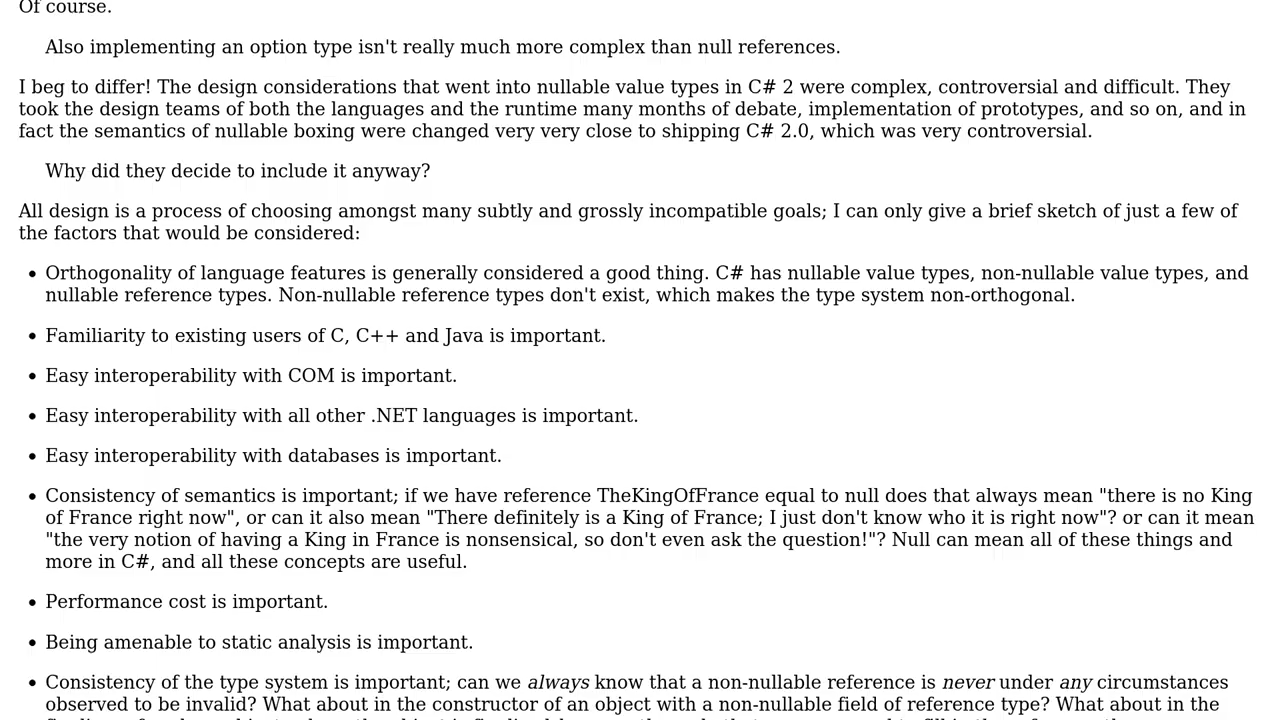 Of course.
Also implementing an option type isn't really much more complex than null references.
I beg to differ! The design considerations that went into nullable value types in C# 2 were complex, controversial and difficult. They
took the design teams of both the languages and the runtime many months of debate, implementation of prototypes, and so on, and in
fact the semantics of nullable boxing were changed very very close to shipping C# 2.0, which was very controversial.
Why did they decide to include it anyway?
All design is a process of choosing amongst many subtly and grossly incompatible goals; I can only give a brief sketch of just a few of
the factors that would be considered:
• Orthogonality of language features is generally considered a good thing. C# has nullable value types, non-nullable value types, and
nullable reference types. Non-nullable reference types don't exist, which makes the type system non-orthogonal.
• Familiarity to existing users of C, C++ and Java is important.
• Easy interoperability with COM is important.
• Easy interoperability with all other .NET languages is important.
• Easy interoperability with databases is important.
• Consistency of semantics is important; if we have reference TheKingOfFrance equal to null does that always mean "there is no King
of France right now", or can it also mean "There definitely is a King of France; I just don't know who it is right now"? or can it mean
"the very notion of having a King in France is nonsensical, so don't even ask the question!"? Null can mean all of these things and
more in C#, and all these concepts are useful.
• Performance cost is important.
• Being amenable to static analysis is important.
• Consistency of the type system is important; can we always know that a non-nullable reference is never under any circumstances
observed to be invalid? What about in the constructor of an object with a non-nullable field of reference type? What about in the